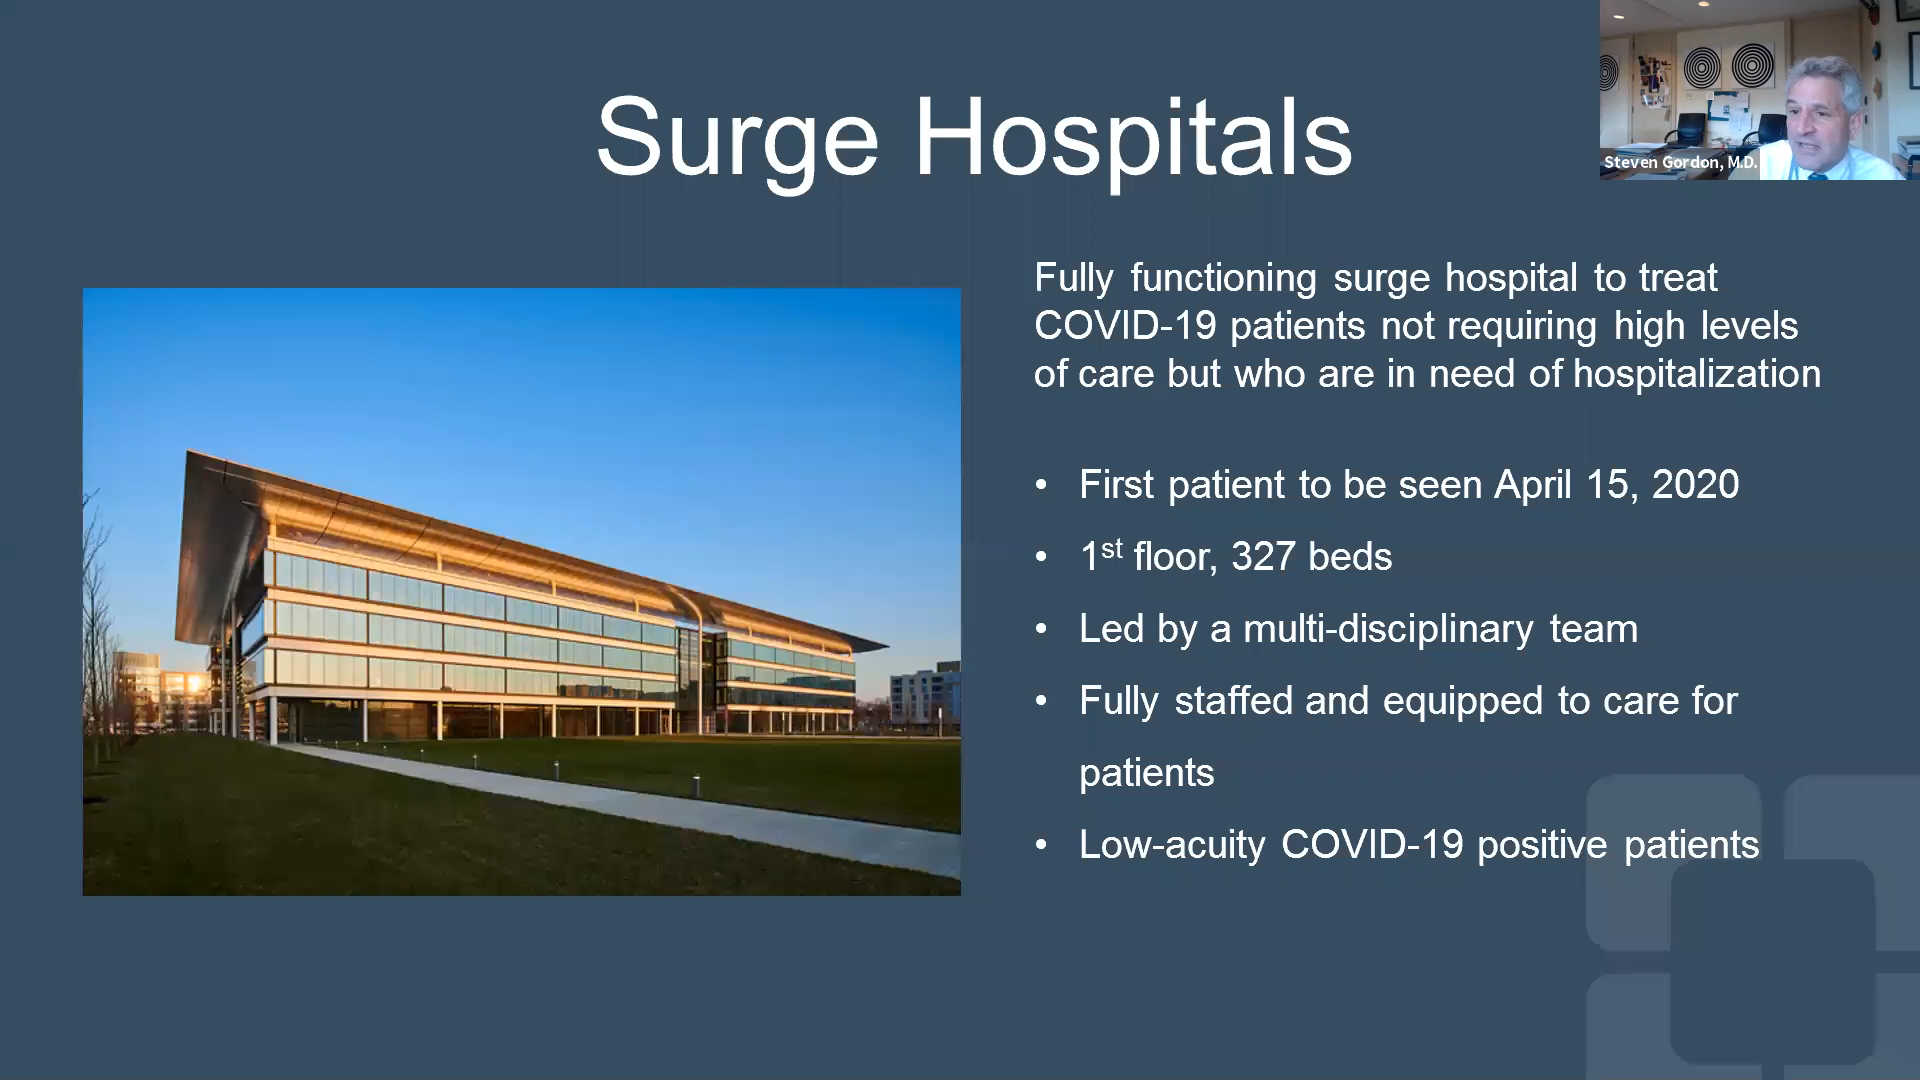 Surge Hospitals
Steven Gordon, M.D.
Fully functioning surge hospital to treat
COVID-19 patients not requiring high levels
of care but who are in need of hospitalization
• First patient to be seen April 15, 2020
• 1st floor, 327 beds
• Led by a multi-disciplinary team
• Fully staffed and equipped to care for
patients
• Low-acuity COVID-19 positive patients